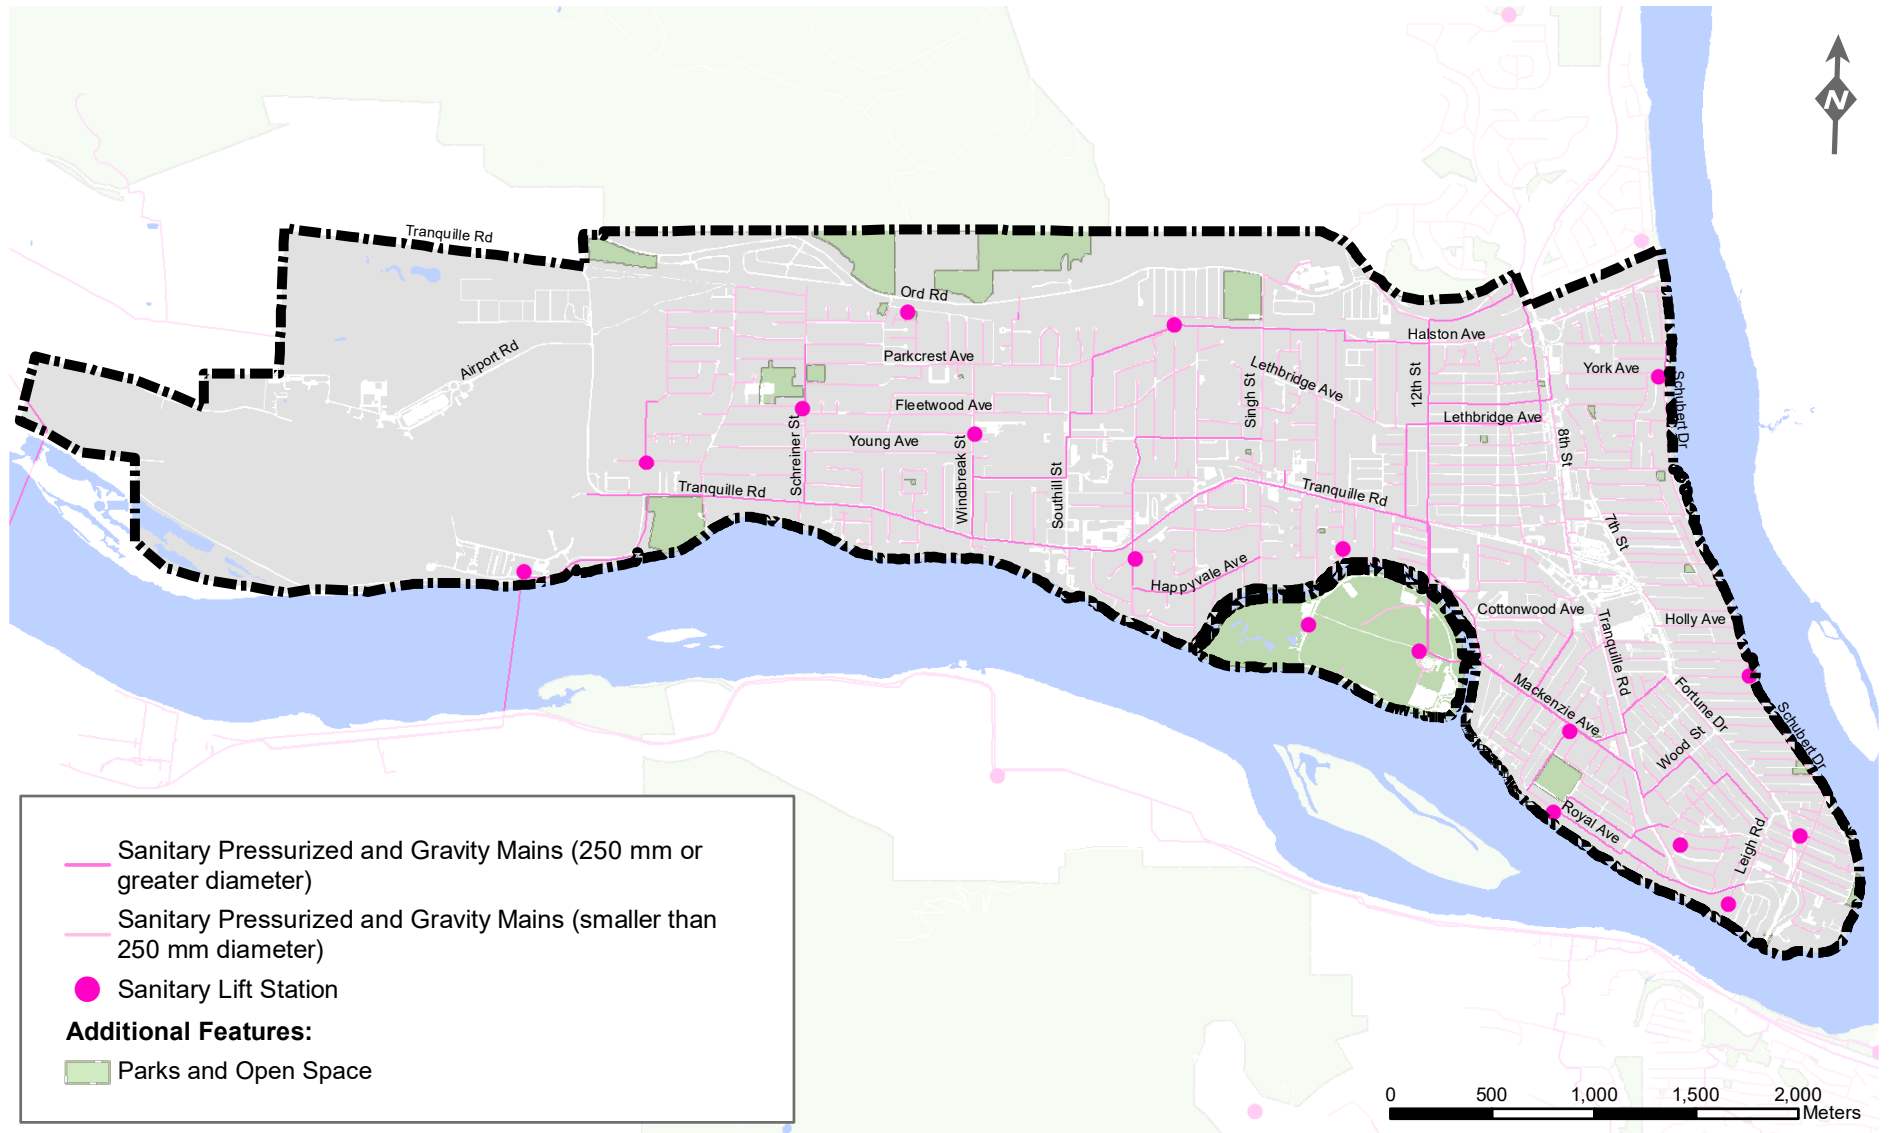 N
Tranquille Rd
Ord Rd
Airport Rd
Parkcrest Ave
Halston Ave
Lethbridge Ave
York Ave
Schubert Dr
12th St
Singh St
Fleetwood Ave
Lethbridge Ave
Young Ave
Schreiner St
Windbreak St
Southill St
8th St
Tranquille Rd
Tranquille Rd
7th St
Happyvale Ave
Cottonwood Ave
Tranquille Rd
Holly Ave
Mackenzie Ave
Fortune Dr
Wood St
Schubert Dr
Royal Ave
Leigh Rd
Sanitary Pressurized and Gravity Mains (250 mm or
greater diameter)
Sanitary Pressurized and Gravity Mains (smaller than
250 mm diameter)
Sanitary Lift Station
Additional Features:
Parks and Open Space
0 500 1,000 1,500 2,000
Meters